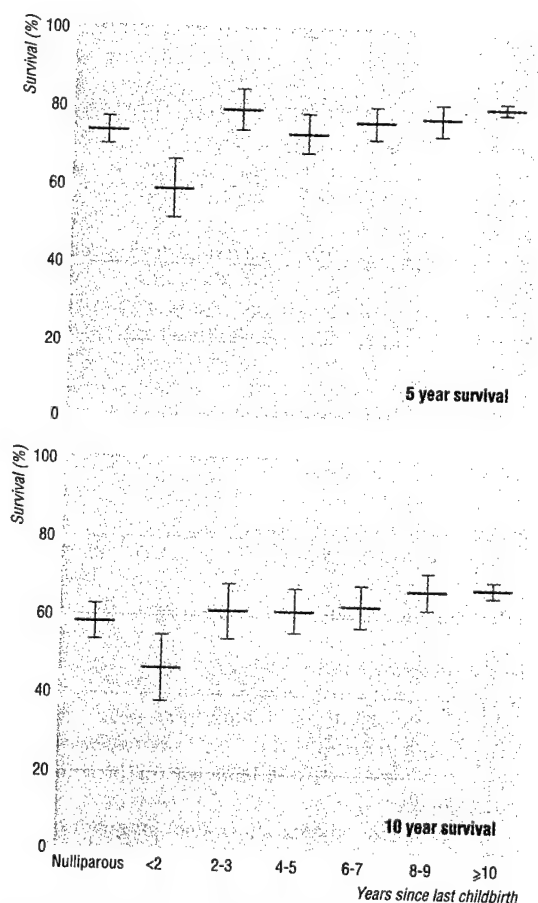 Survival (%)
100
80
60
40
20
0
5 year survival
Survival (%)
100
80
60
40
20
0
10 year survival
Nulliparous <2 2-3 4-5 6-7 8-9 ⩾10
Years since last childbirth